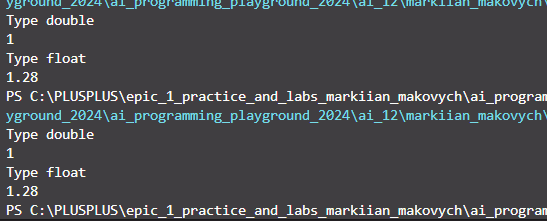 yground_2024\ai_programming_playground_2024\ai_12\markiian_makovych\
Type double
1
Type float
1.28
PS C:\PLUSPLUS\epic_1_practice_and_labs_markiian_makovych\ai_program
yground_2024\ai_programming_playground_2024\ai_12\markiian_makovych\
Type double
1
Type float
1.28
PS C:\PLUSPLUS\epic_1_practice_and_labs_markiian_makovych\ai_program